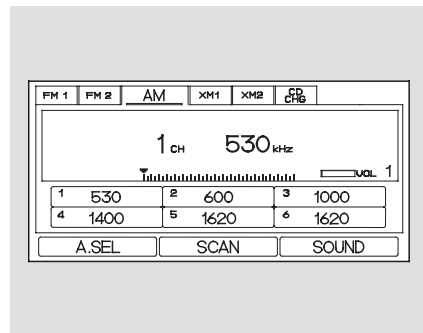 FM 1 FM 2 AM XM1 XM2 CD CHG
1 CH 530 kHz
VOL 1
1 530 2 600 3 1000
4 1400 5 1620 6 1620
A.SEL SCAN SOUND